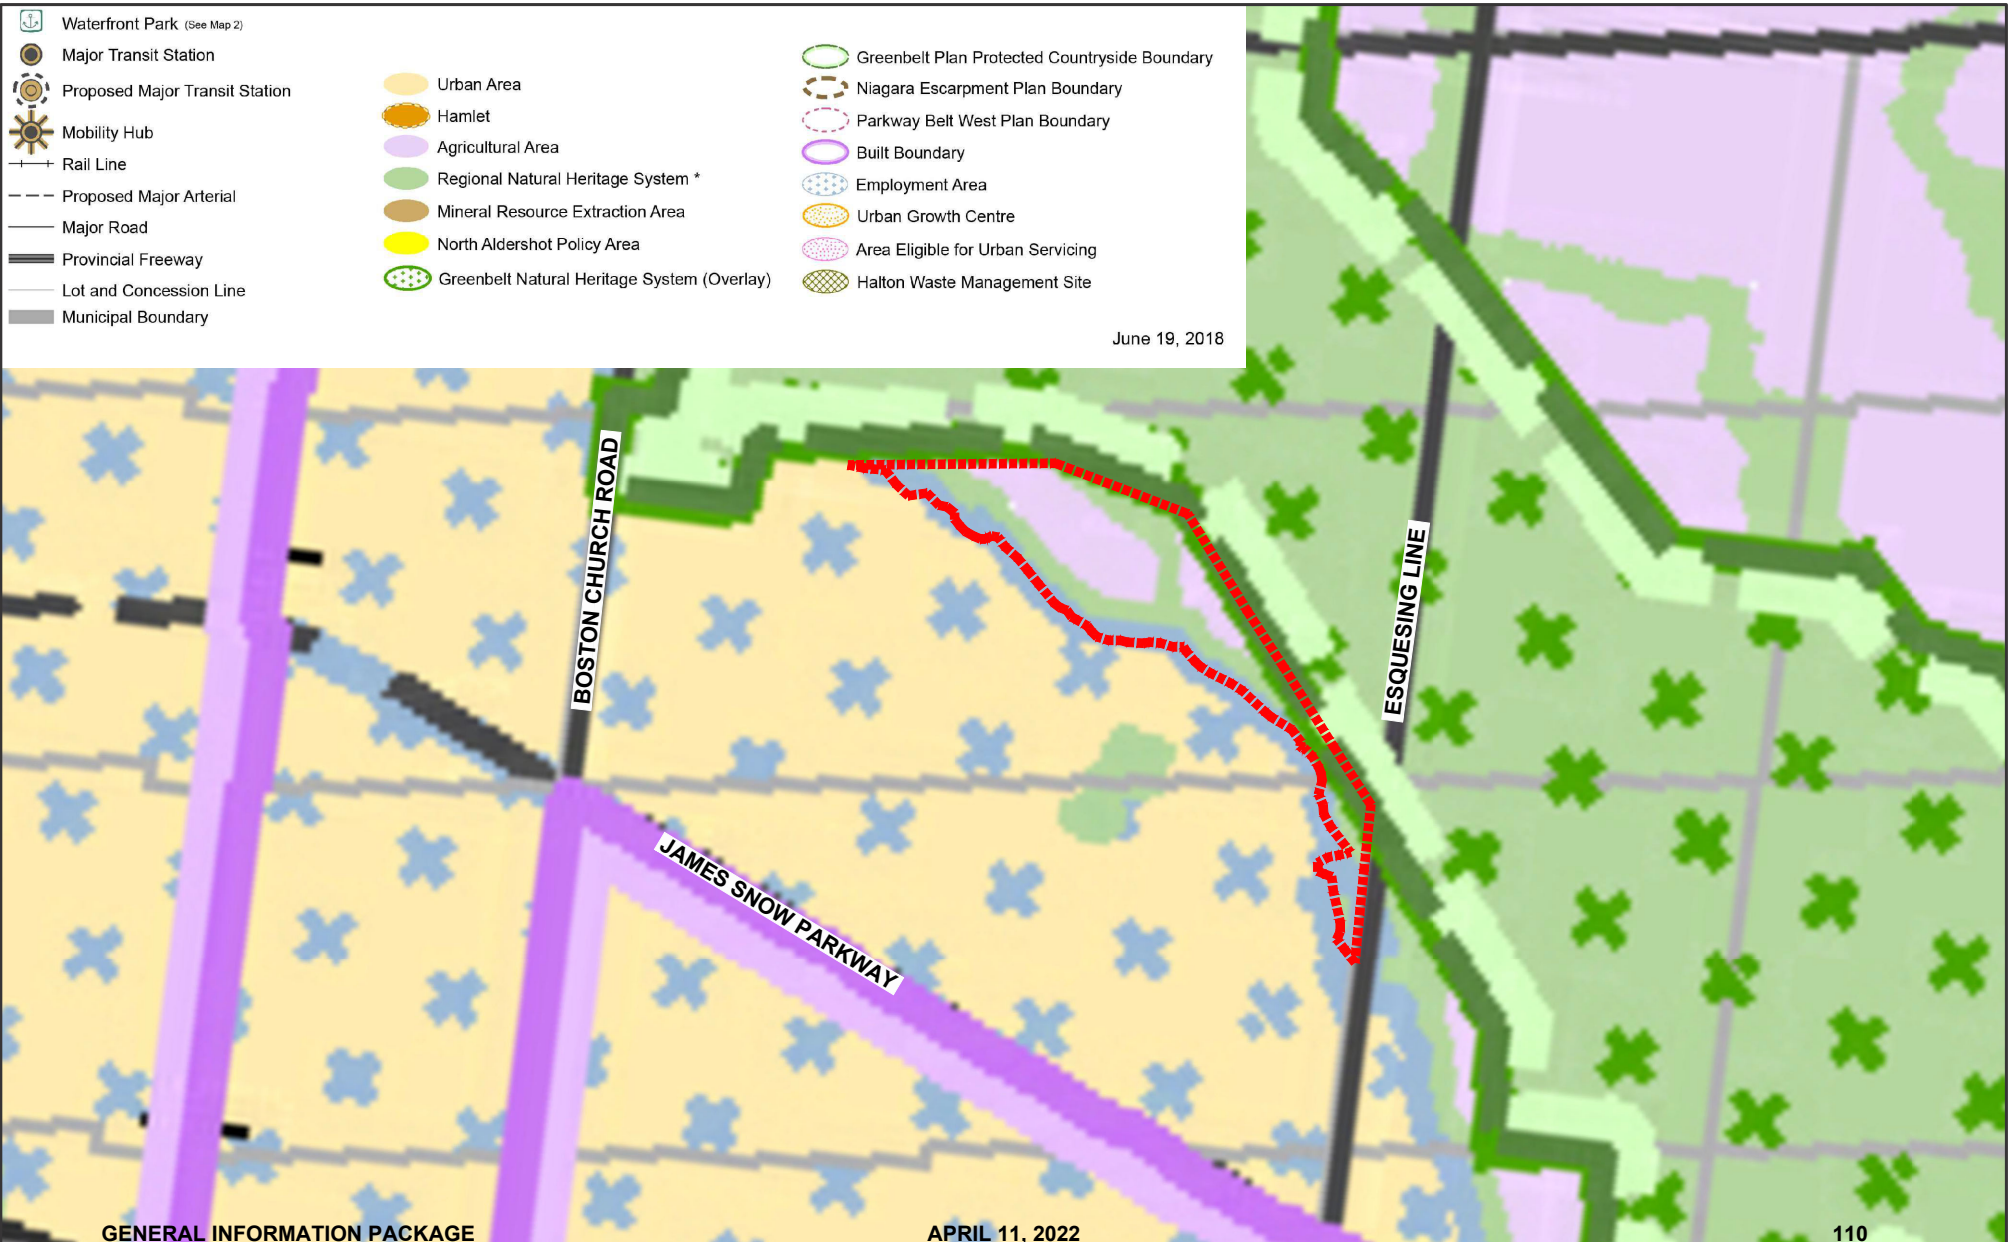 Waterfront Park (See Map 2)
Major Transit Station
Proposed Major Transit Station
Mobility Hub
Rail Line
Proposed Major Arterial
Major Road
Provincial Freeway
Lot and Concession Line
Municipal Boundary
Urban Area
Hamlet
Agricultural Area
Regional Natural Heritage System *
Mineral Resource Extraction Area
North Aldershot Policy Area
Greenbelt Natural Heritage System (Overlay)
Greenbelt Plan Protected Countryside Boundary
Niagara Escarpment Plan Boundary
Parkway Belt West Plan Boundary
Built Boundary
Employment Area
Urban Growth Centre
Area Eligible for Urban Servicing
Halton Waste Management Site
June 19, 2018
BOSTON CHURCH ROAD
ESQUESING LINE
JAMES SNOW PARKWAY
GENERAL INFORMATION PACKAGE
APRIL 11, 2022
110